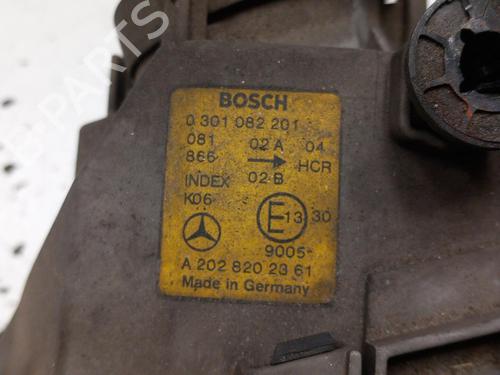 BOSCH
0 301 082 201
081 02 A 04
866 → HCR
INDEX 02 B
K06 E 13 30
9005
A 202 820 23 61
Made in Germany
PARTS